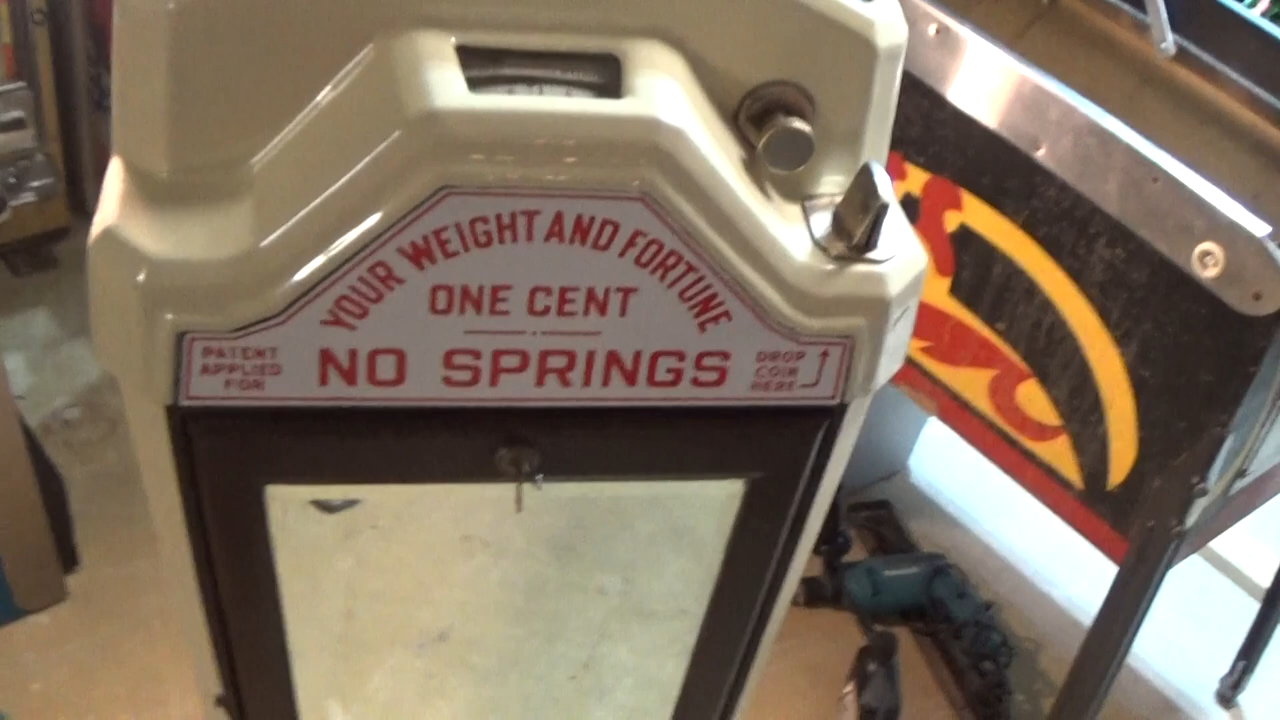 YOUR WEIGHT AND FORTUNE
ONE CENT
NO SPRINGS
PATENT
APPLIED
FOR
DROP
COIN
HERE